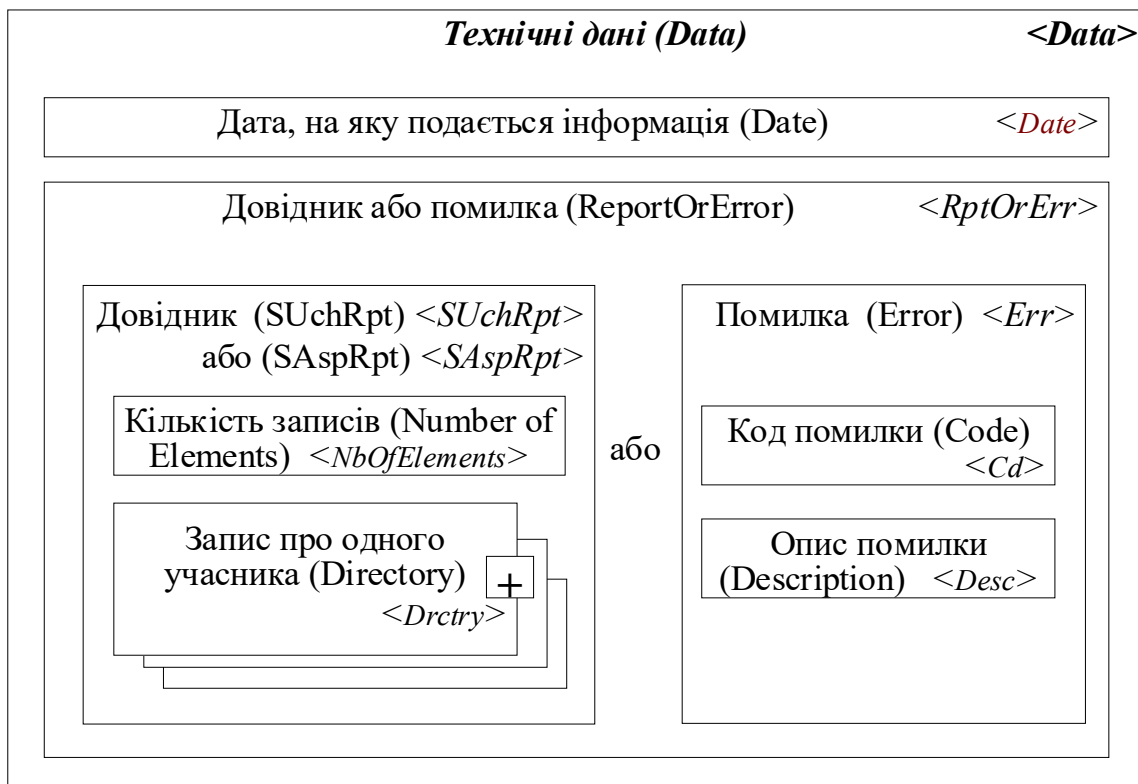 Технічні дані (Data) <Data>
Дата, на яку подається інформація (Date) <Date>
Довідник або помилка (ReportOrError) <RptOrErr>
Довідник (SUchRpt) <SUchRpt>
або (SAspRpt) <SAspRpt>
Кількість записів (Number of
Elements) <NbOfElements>
Запис про одного
учасника (Directory)
+
<Drctry>
або
Помилка (Error) <Err>
Код помилки (Code)
<Cd>
Опис помилки
(Description) <Desc>